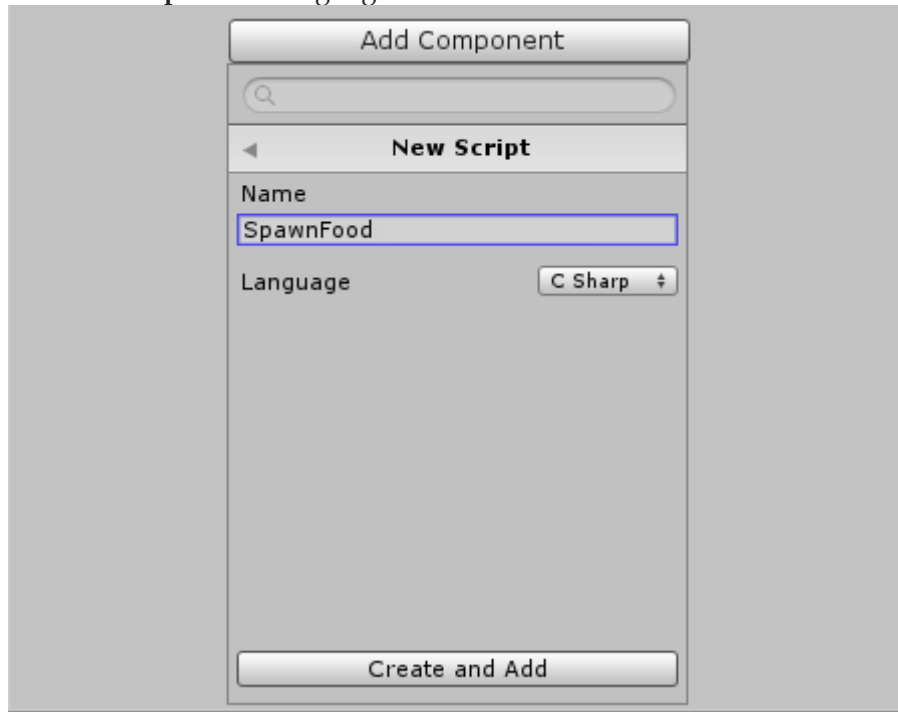 Add Component
New Script
Name
SpawnFood
Language
C Sharp
Create and Add